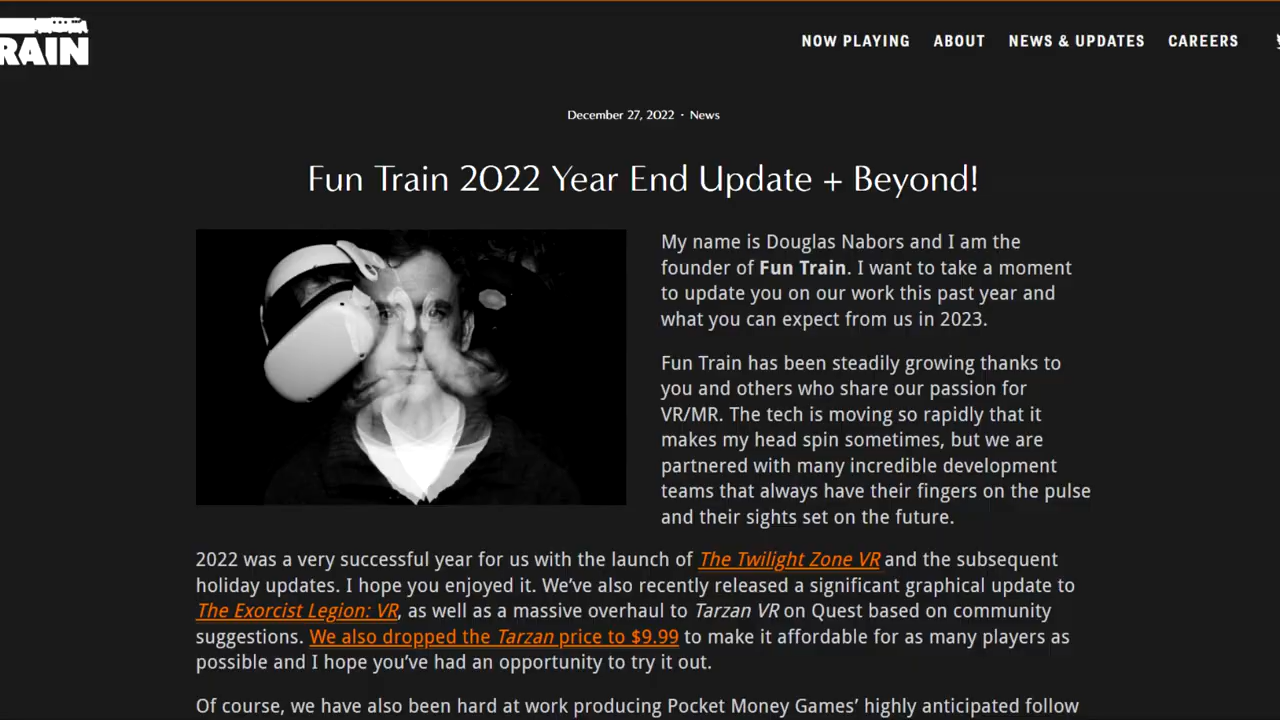 RAIN
NOW PLAYING ABOUT NEWS & UPDATES CAREERS
December 27, 2022 · News
Fun Train 2022 Year End Update + Beyond!
My name is Douglas Nabors and I am the
founder of Fun Train. I want to take a moment
to update you on our work this past year and
what you can expect from us in 2023.
Fun Train has been steadily growing thanks to
you and others who share our passion for
VR/MR. The tech is moving so rapidly that it
makes my head spin sometimes, but we are
partnered with many incredible development
teams that always have their fingers on the pulse
and their sights set on the future.
2022 was a very successful year for us with the launch of The Twilight Zone VR and the subsequent
holiday updates. I hope you enjoyed it. We’ve also recently released a significant graphical update to
The Exorcist Legion: VR, as well as a massive overhaul to Tarzan VR on Quest based on community
suggestions. We also dropped the Tarzan price to $9.99 to make it affordable for as many players as
possible and I hope you’ve had an opportunity to try it out.
Of course, we have also been hard at work producing Pocket Money Games’ highly anticipated follow